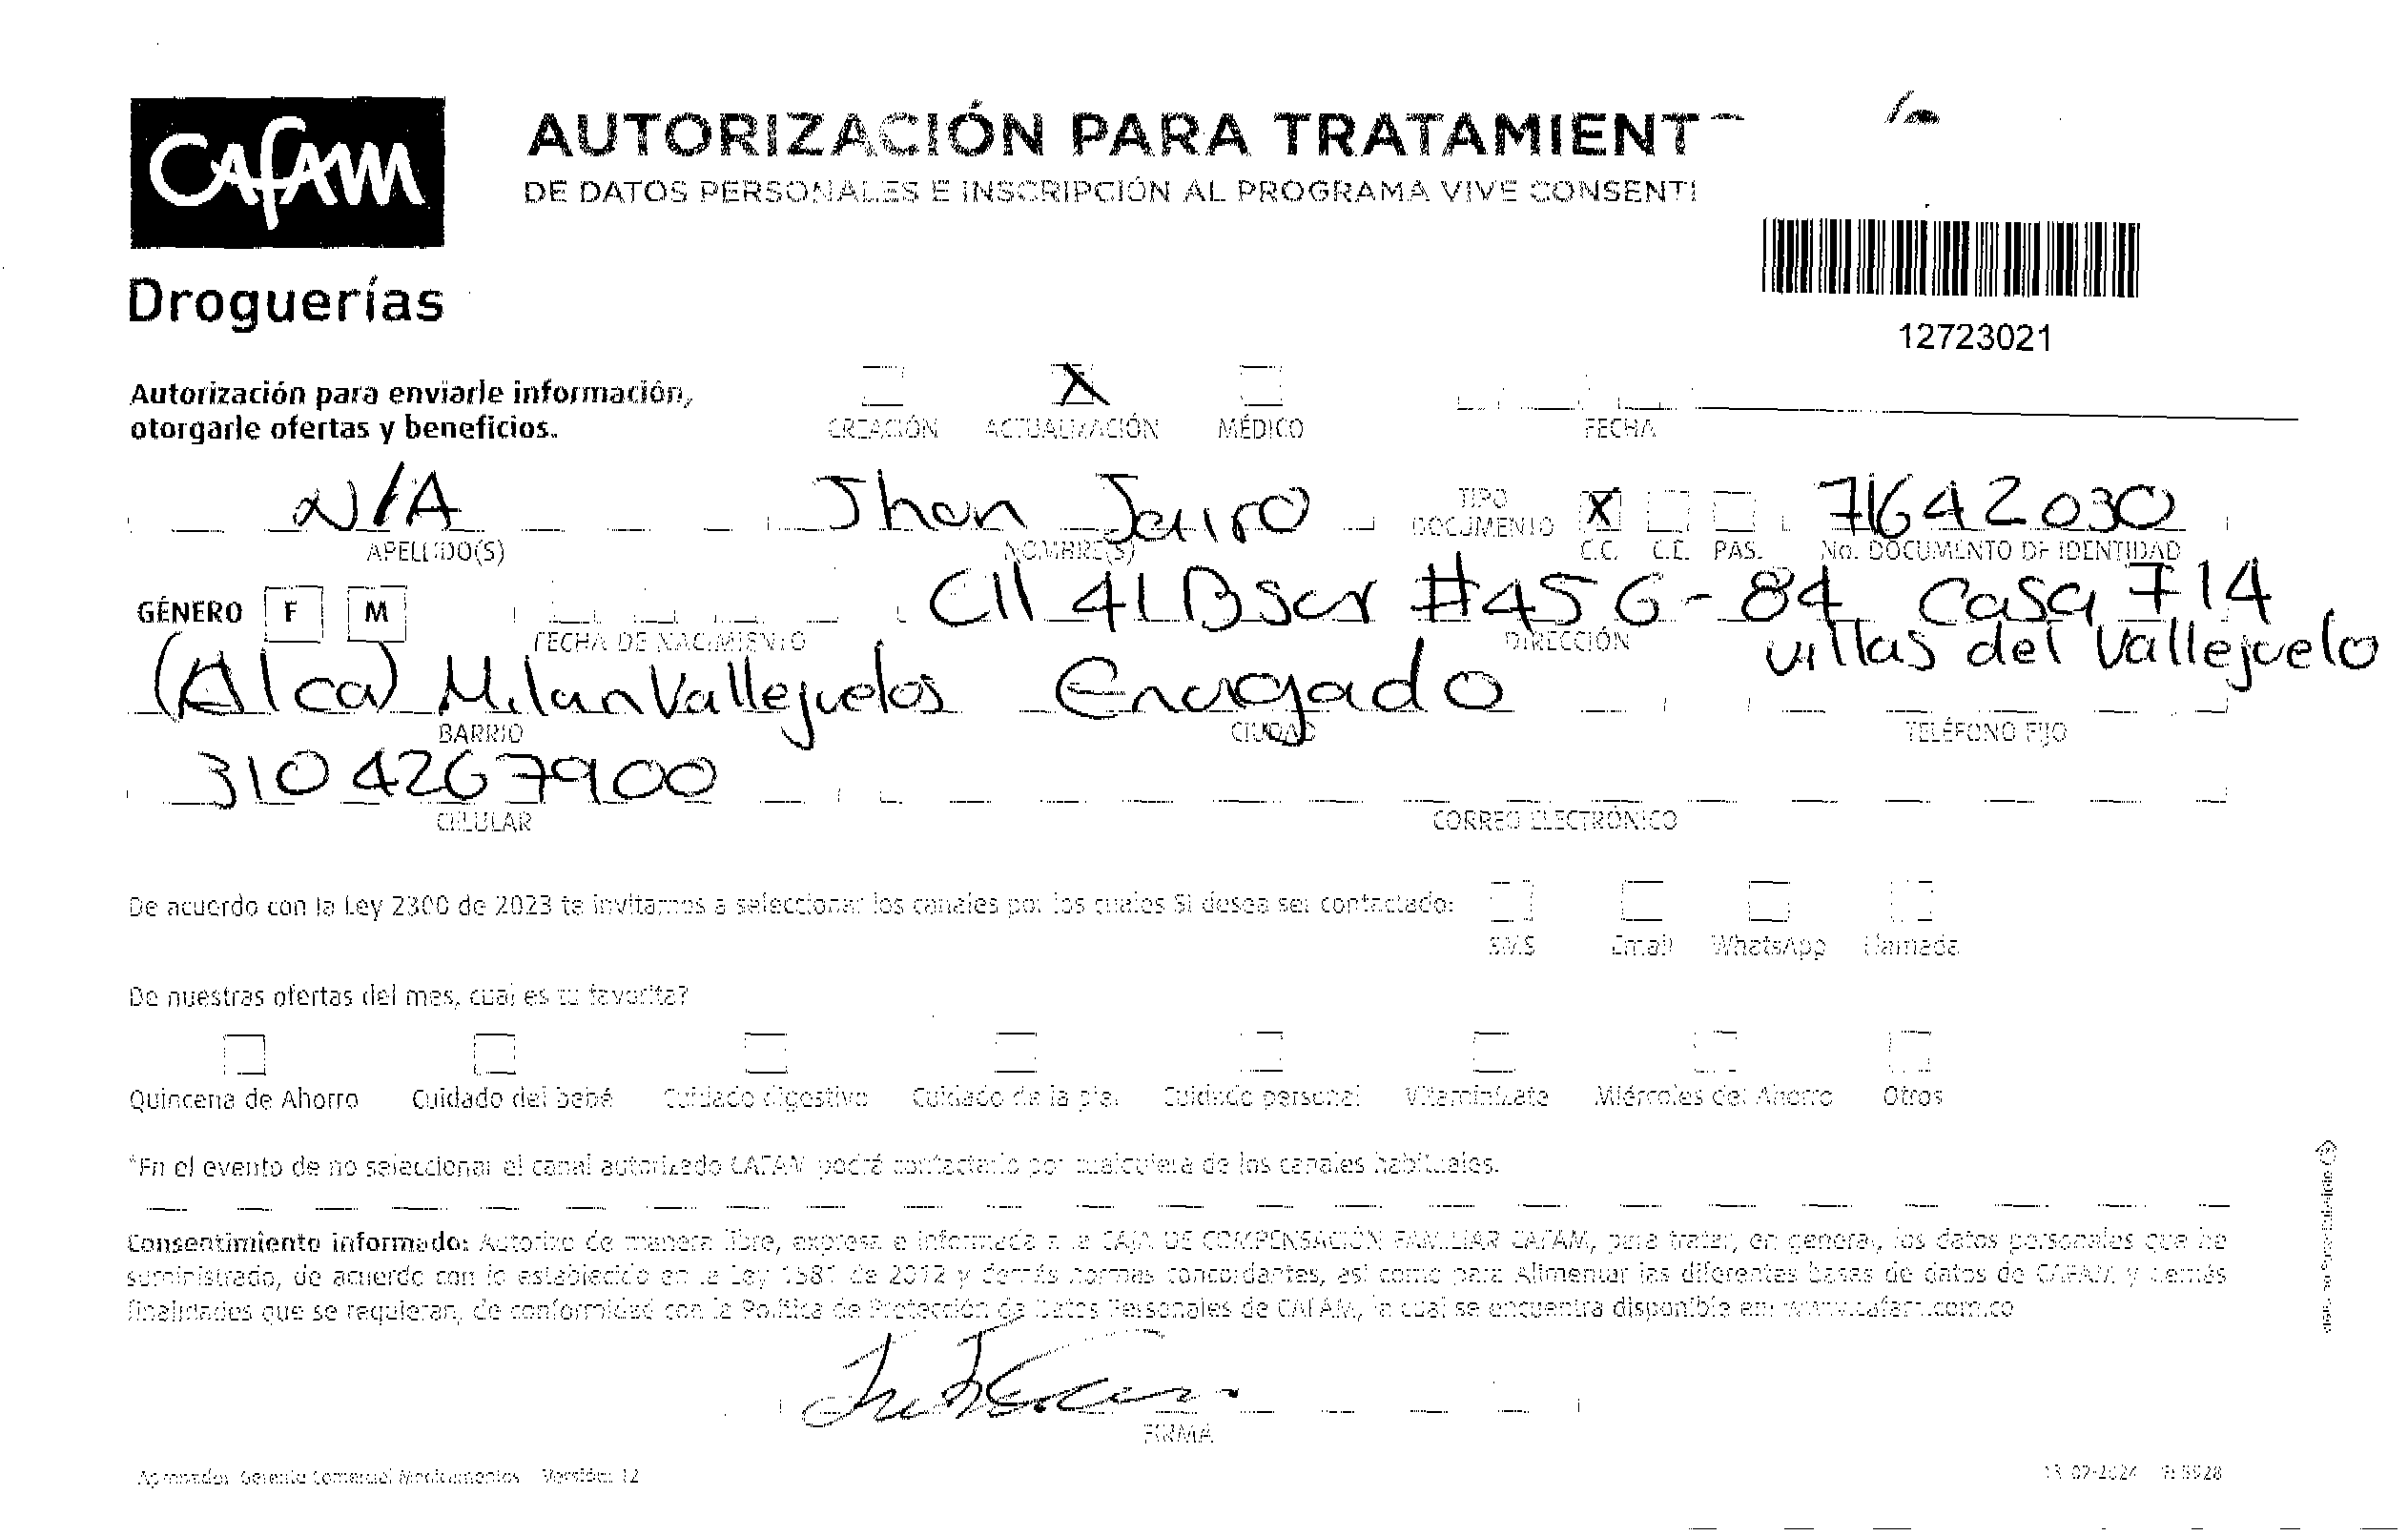 CAFAM
Droguerías
AUTORIZACIÓN PARA TRATAMIENT
DE DATOS PERSONALES E INSCRIPCIÓN AL PROGRAMA VIVE CONSENTI
12723021
Autorización para enviarle información,
otorgarle ofertas y beneficios.
CREACIÓN X ACTUALIZACIÓN MÉDICO FECHA
N/A Jhon Jairo TIPO DOCUMENTO X 71642030
APELLIDO(S) NOMBRE(S) C.C. C.E. PAS. No. DOCUMENTO DE IDENTIDAD
GÉNERO F M Cll 41 B sur #45G-84 Casa 714
FECHA DE NACIMIENTO DIRECCIÓN villas del Vallejuelo
(Alca) Milan Vallejuelos Envigado
BARRIO CIUDAD TELÉFONO FIJO
3104267900
CELULAR CORREO ELECTRÓNICO
De acuerdo con la Ley 2300 de 2023 te invitamos a seleccionar los canales por los cuales SI desea ser contactado:
SMS Email WhatsApp Llamada
De nuestras ofertas del mes, cual es tu favorita?
Quincena de Ahorro Cuidado del bebé Cuidado digestivo Cuidado de la piel Cuidado personal Vitaminízate Miércoles del Ahorro Otros
*En el evento de no seleccionar el canal autorizado CAFAM podrá contactarlo por cualquiera de los canales habituales.
Consentimiento informado: Autorizo de manera libre, expresa e informada a la CAJA DE COMPENSACIÓN FAMILIAR CAFAM, para tratar, en general, los datos personales que he
suministrado, de acuerdo con lo establecido en la Ley 1581 de 2012 y demás normas concordantes, así como para Alimentar las diferentes bases de datos de CAFAM y demás
finalidades que se requieran, de conformidad con la Política de Protección de Datos Personales de CAFAM, la cual se encuentra disponible en: www.cafam.com.co
FIRMA
Aprobador Gerente Comercial Medicamentos Versión: 12